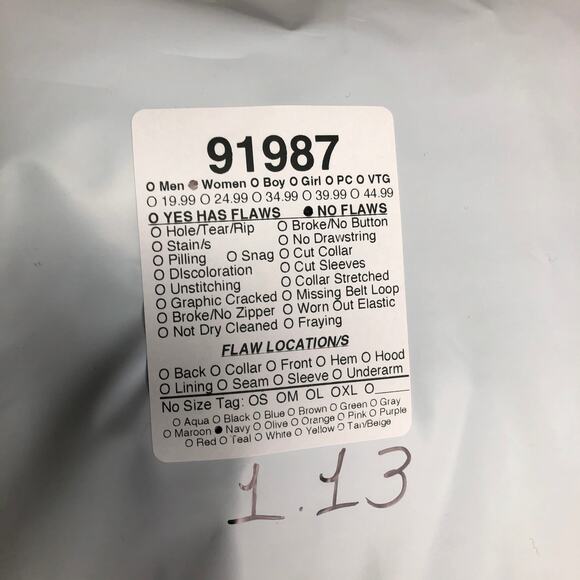 91987
O Men ● Women O Boy O Girl O PC O VTG
O 19.99 O 24.99 O 34.99 O 39.99 O 44.99
O YES HAS FLAWS ● NO FLAWS
O Hole/Tear/Rip O Broke/No Button
O Stain/s O No Drawstring
O Pilling O Snag O Cut Collar
O DIscoloration O Cut Sleeves
O Unstitching O Collar Stretched
O Graphic Cracked O Missing Belt Loop
O Broke/No Zipper O Worn Out Elastic
O Not Dry Cleaned O Fraying
FLAW LOCATION/S
O Back O Collar O Front O Hem O Hood
O Lining O Seam O Sleeve O Underarm
No Size Tag: OS OM OL OXL O______
O Aqua O Black O Blue O Brown O Green O Gray
O Maroon ● Navy O Olive O Orange O Pink O Purple
O Red O Teal O White O Yellow O Tan/Beige
1.13